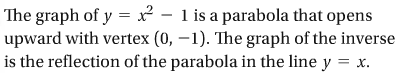 The graph of y = x² − 1 is a parabola that opens
upward with vertex (0, −1). The graph of the inverse
is the reflection of the parabola in the line y = x.